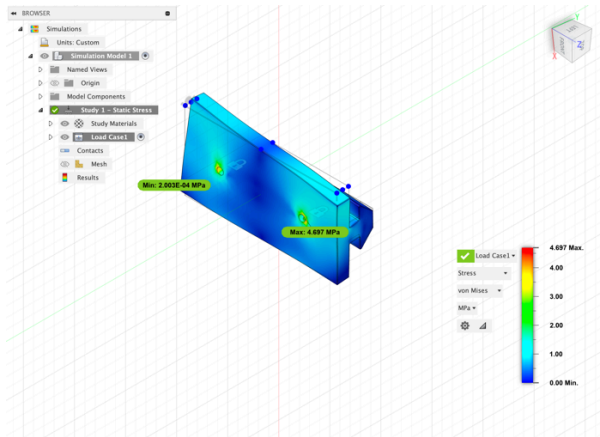 BROWSER
Simulations
Units: Custom
Simulation Model 1
Named Views
Origin
Model Components
Study 1 - Static Stress
Study Materials
Load Case1
Contacts
Mesh
Results
Min: 2.003E-04 MPa
Max: 4.697 MPa
Load Case1
Stress
von Mises
MPa
4.697 Max.
4.00
3.00
2.00
1.00
0.00 Min.
Y
X
Z